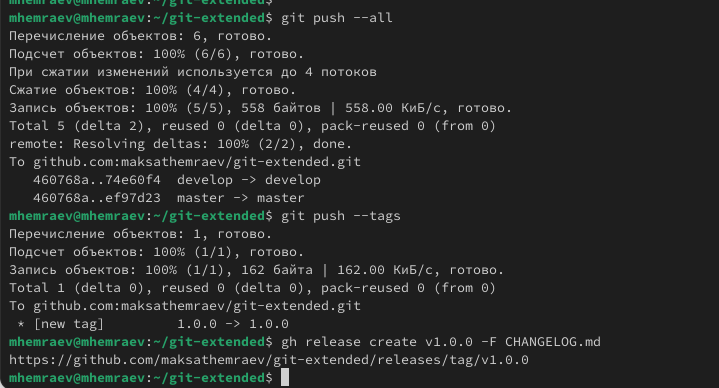 mhemraev@mhemraev:~/git-extended$
mhemraev@mhemraev:~/git-extended$ git push --all
Перечисление объектов: 6, готово.
Подсчет объектов: 100% (6/6), готово.
При сжатии изменений используется до 4 потоков
Сжатие объектов: 100% (4/4), готово.
Запись объектов: 100% (5/5), 558 байтов | 558.00 КиБ/с, готово.
Total 5 (delta 2), reused 0 (delta 0), pack-reused 0 (from 0)
remote: Resolving deltas: 100% (2/2), done.
To github.com:maksathemraev/git-extended.git
   460768a..74e60f4  develop -> develop
   460768a..ef97d23  master -> master
mhemraev@mhemraev:~/git-extended$ git push --tags
Перечисление объектов: 1, готово.
Подсчет объектов: 100% (1/1), готово.
Запись объектов: 100% (1/1), 162 байта | 162.00 КиБ/с, готово.
Total 1 (delta 0), reused 0 (delta 0), pack-reused 0 (from 0)
To github.com:maksathemraev/git-extended.git
 * [new tag]         1.0.0 -> 1.0.0
mhemraev@mhemraev:~/git-extended$ gh release create v1.0.0 -F CHANGELOG.md
https://github.com/maksathemraev/git-extended/releases/tag/v1.0.0
mhemraev@mhemraev:~/git-extended$